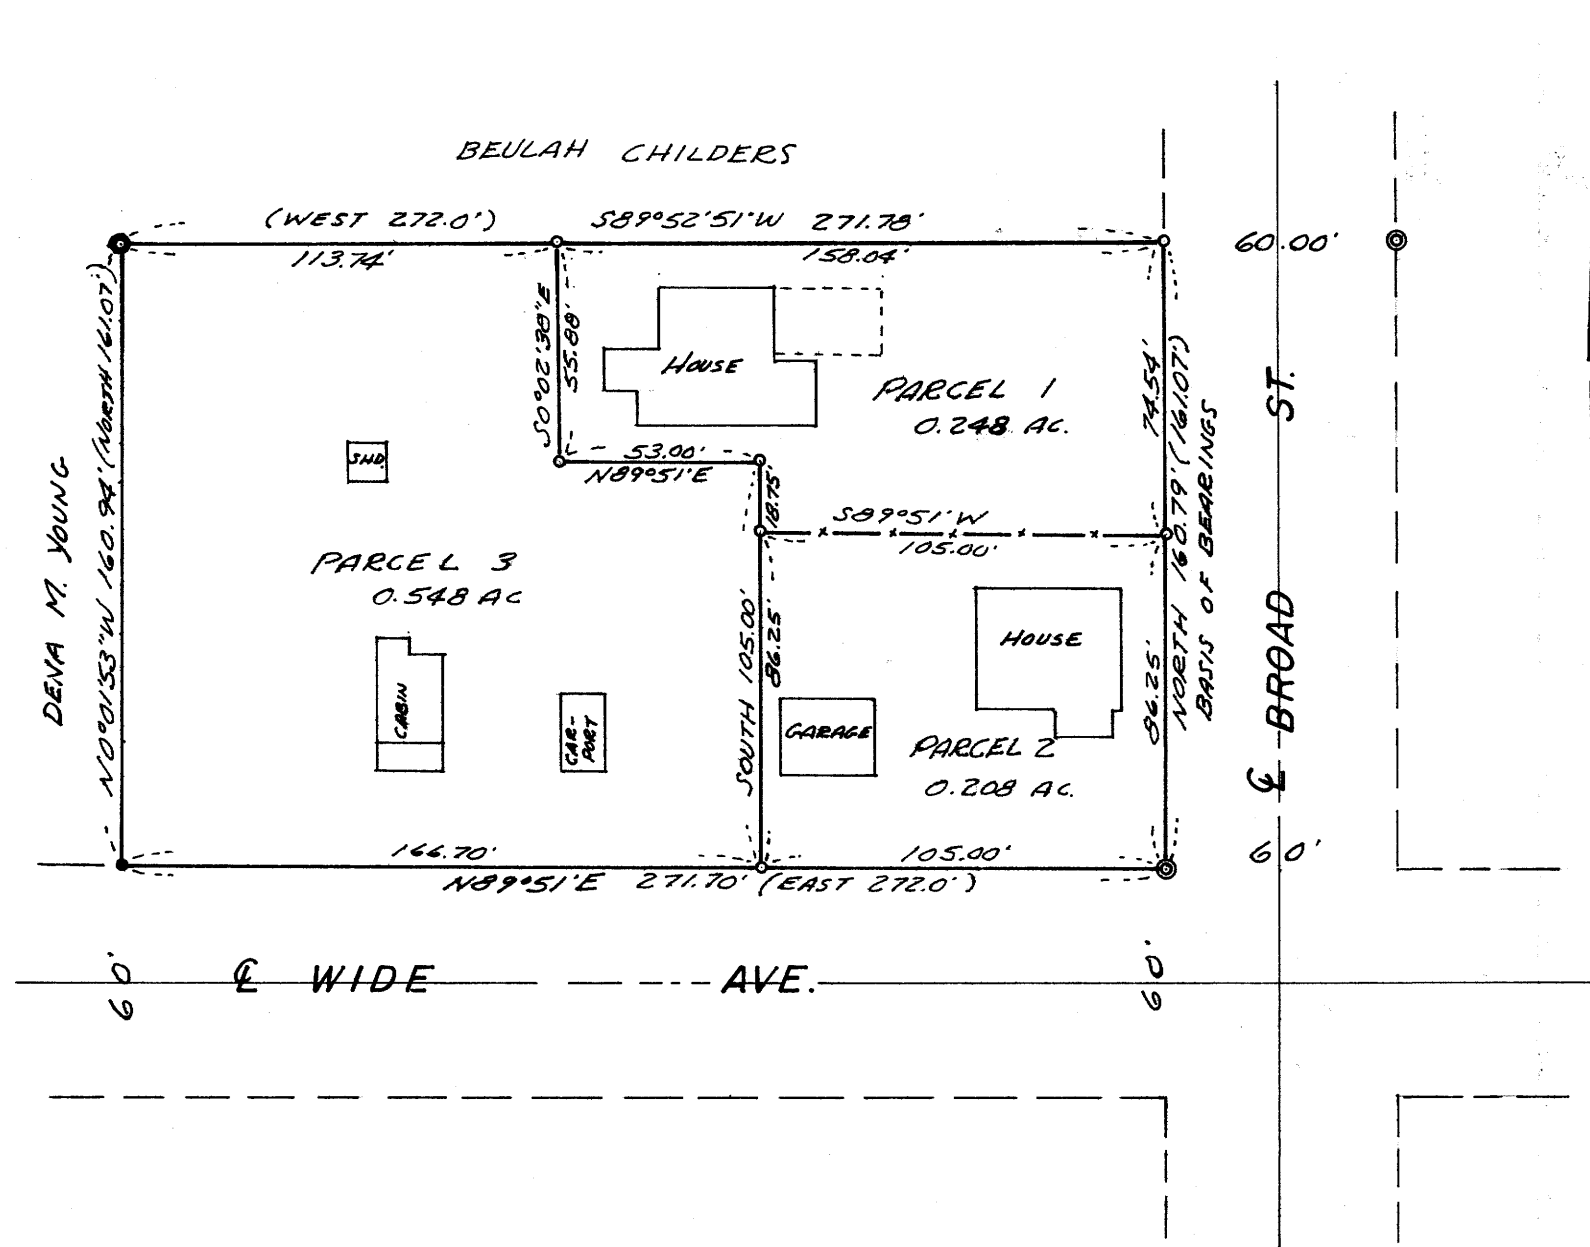 BEULAH CHILDERS
(WEST 272.0') S89°52'51"W 271.78'
113.74' 158.04'
60.00'
DENA M. YOUNG
N0°01'53"W 160.94' (NORTH 161.07')
S0°02'38"E
55.88'
HOUSE
PARCEL 1
0.248 AC.
74.54'
NORTH 160.79' (161.07')
BASIS OF BEARINGS
SHD.
53.00'
N89°51'E
18.75'
S89°51'W
105.00'
PARCEL 3
0.548 AC
SOUTH 105.00'
86.25'
HOUSE
86.25'
℄ BROAD ST.
CABIN
CAR-
PORT
GARAGE
PARCEL 2
0.208 AC.
166.70' 105.00'
60'
N89°51'E 271.70' (EAST 272.0')
60'
℄ WIDE AVE.
60'